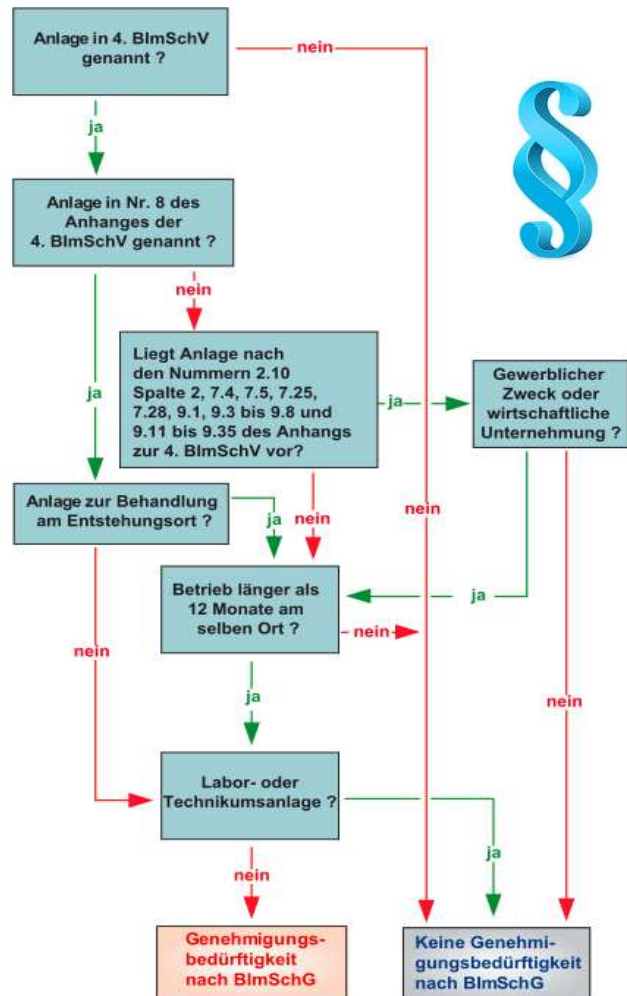 Anlage in 4. BImSchV
genannt ?
nein
§
ja
Anlage in Nr. 8 des
Anhanges der
4. BImSchV genannt ?
nein
ja
Liegt Anlage nach
den Nummern 2.10
Spalte 2, 7.4, 7.5, 7.25,
7.28, 9.1, 9.3 bis 9.8 und
9.11 bis 9.35 des Anhangs
zur 4. BImSchV vor?
ja
Gewerblicher
Zweck oder
wirtschaftliche
Unternehmung ?
Anlage zur Behandlung
am Entstehungsort ?
ja
nein
nein
Betrieb länger als
12 Monate am
selben Ort ?
ja
nein
nein
nein
ja
Labor- oder
Technikumsanlage ?
ja
nein
Genehmigungs-
bedürftigkeit
nach BImSchG
Keine Genehmi-
gungsbedürftigkeit
nach BImSchG